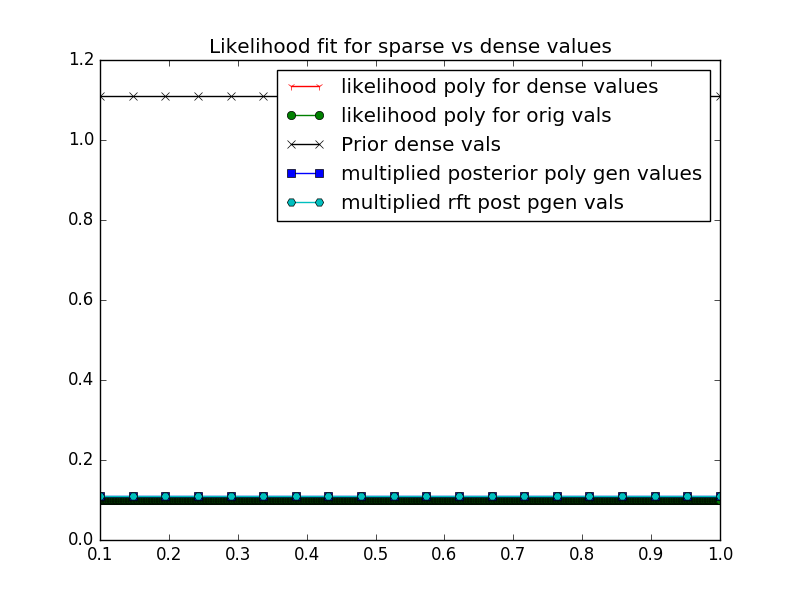 Likelihood fit for sparse vs dense values
1.2
1.0
0.8
0.6
0.4
0.2
0.0
likelihood poly for dense values
likelihood poly for orig vals
Prior dense vals
multiplied posterior poly gen values
multiplied rft post pgen vals
0.1 0.2 0.3 0.4 0.5 0.6 0.7 0.8 0.9 1.0